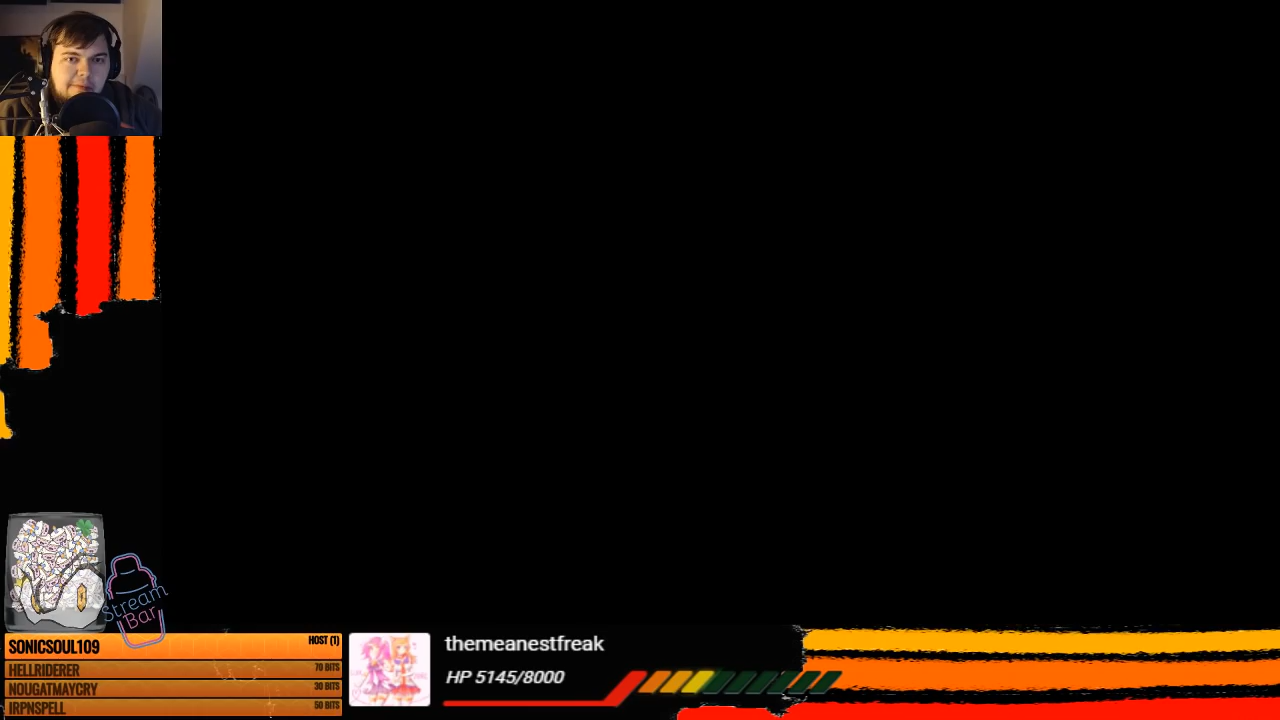 Stream
Bar
SONICSOUL109 HOST (1)
HELLRIDERER 70 BITS
NOUGATMAYCRY 30 BITS
IRPNSPELL 50 BITS
themeanestfreak
HP 5145/8000